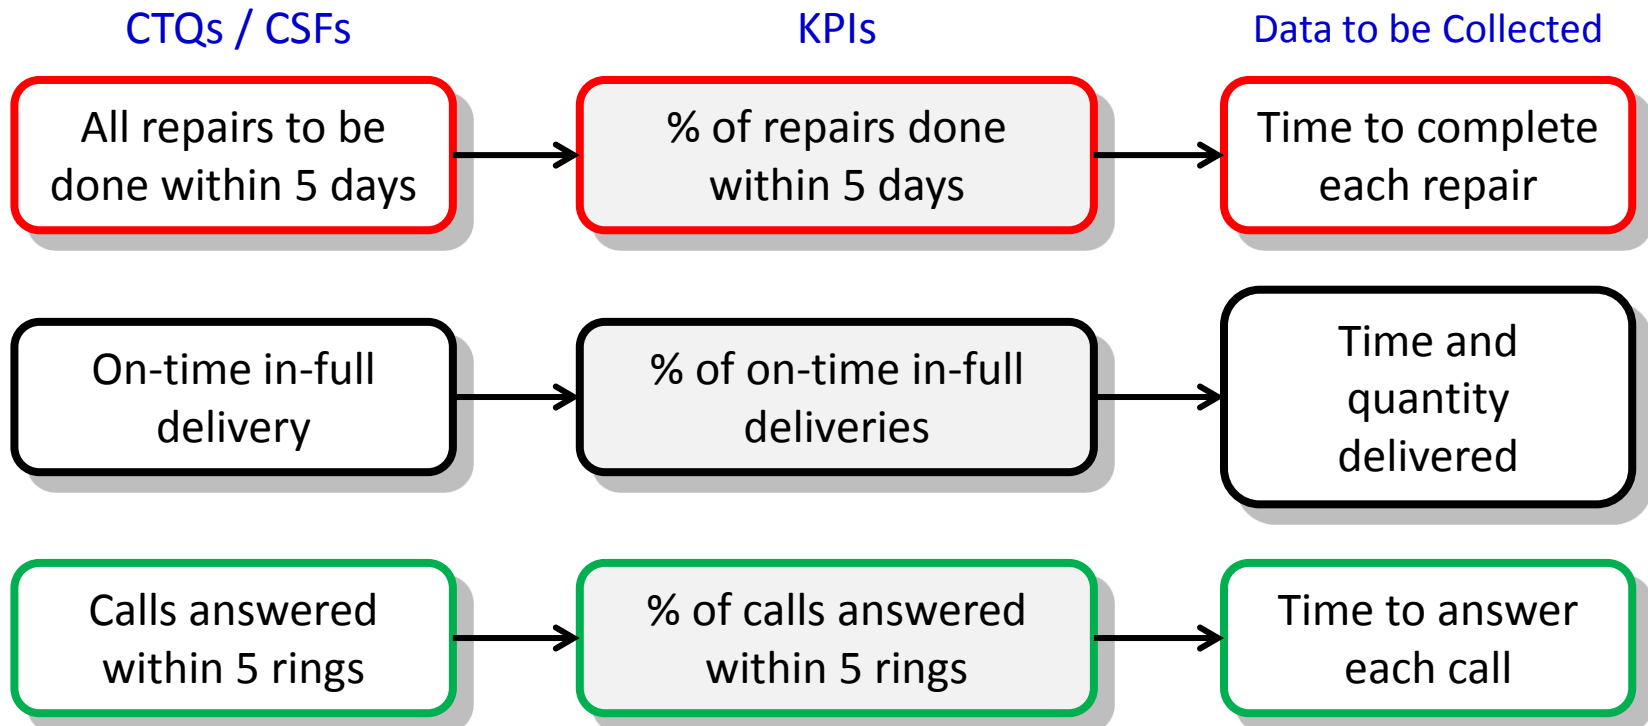 CTQs / CSFs
KPIs
Data to be Collected
All repairs to be
done within 5 days
% of repairs done
within 5 days
Time to complete
each repair
On-time in-full
delivery
% of on-time in-full
deliveries
Time and
quantity
delivered
Calls answered
within 5 rings
% of calls answered
within 5 rings
Time to answer
each call